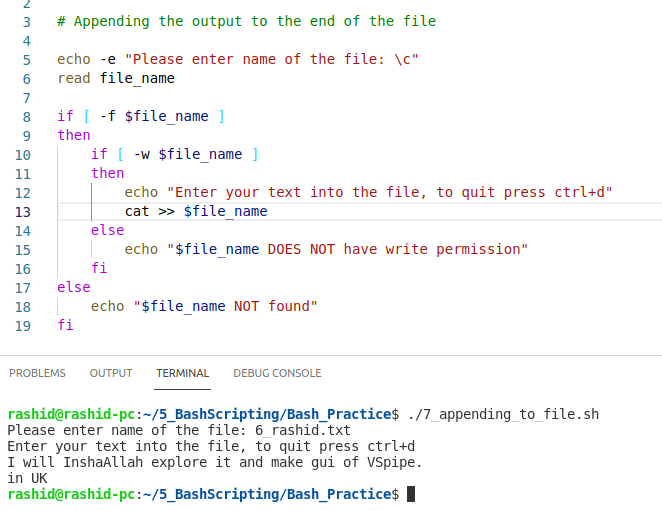 2
3 # Appending the output to the end of the file
4
5 echo -e "Please enter name of the file: \c"
6 read file_name
7
8 if [ -f $file_name ]
9 then
10 if [ -w $file_name ]
11 then
12 echo "Enter your text into the file, to quit press ctrl+d"
13 cat >> $file_name
14 else
15 echo "$file_name DOES NOT have write permission"
16 fi
17 else
18 echo "$file_name NOT found"
19 fi
PROBLEMS OUTPUT TERMINAL DEBUG CONSOLE
rashid@rashid-pc:~/5_BashScripting/Bash_Practice$ ./7_appending_to_file.sh
Please enter name of the file: 6_rashid.txt
Enter your text into the file, to quit press ctrl+d
I will InshaAllah explore it and make gui of VSpipe.
in UK
rashid@rashid-pc:~/5_BashScripting/Bash_Practice$